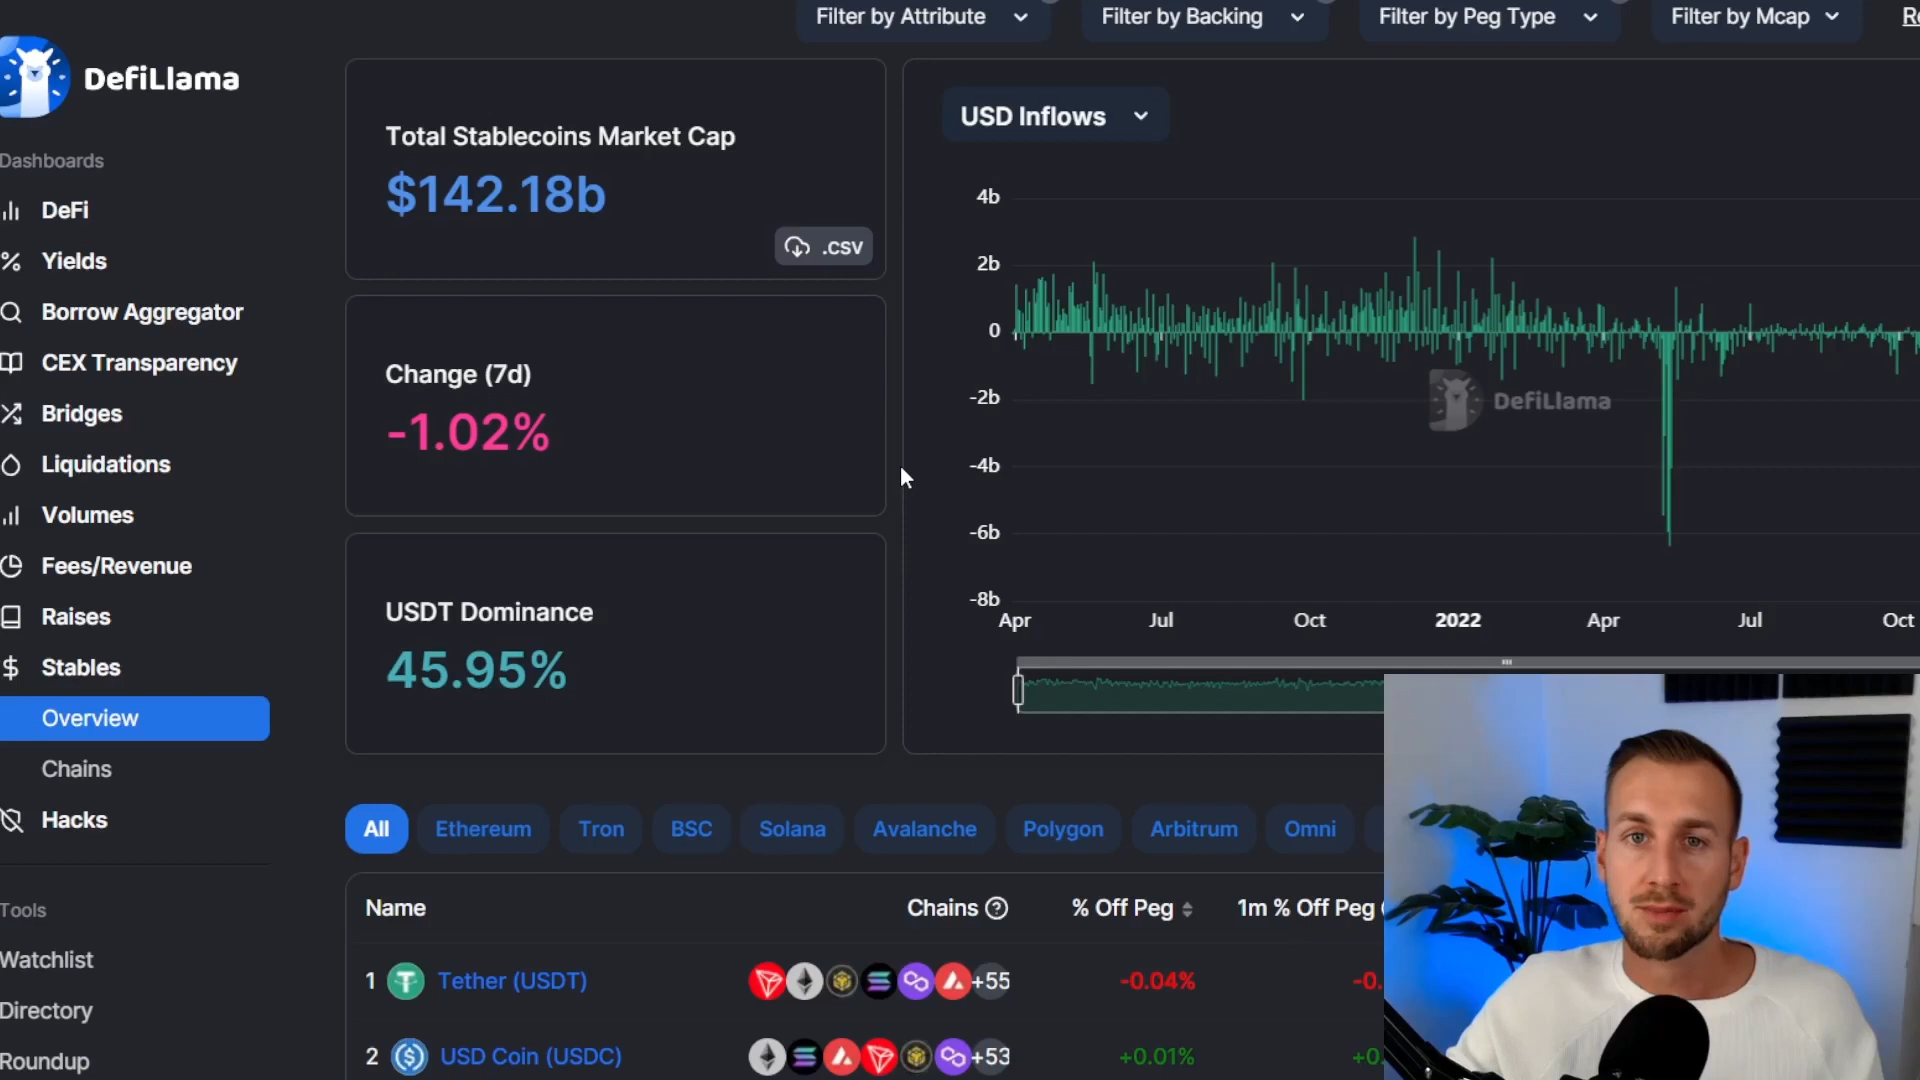 Filter by Attribute
Filter by Backing
Filter by Peg Type
Filter by Mcap
DefiLlama
Dashboards
DeFi
Yields
Borrow Aggregator
CEX Transparency
Bridges
Liquidations
Volumes
Fees/Revenue
Raises
Stables
Overview
Chains
Hacks
Tools
Watchlist
Directory
Roundup
Total Stablecoins Market Cap
$142.18b
.csv
Change (7d)
-1.02%
USDT Dominance
45.95%
USD Inflows
4b
2b
0
-2b
-4b
-6b
-8b
DefiLlama
Apr Jul Oct 2022 Apr Jul Oct
All Ethereum Tron BSC Solana Avalanche Polygon Arbitrum Omni
Name Chains % Off Peg 1m % Off Peg
1 Tether (USDT) +55 -0.04% -0.
2 USD Coin (USDC) +53 +0.01% +0.